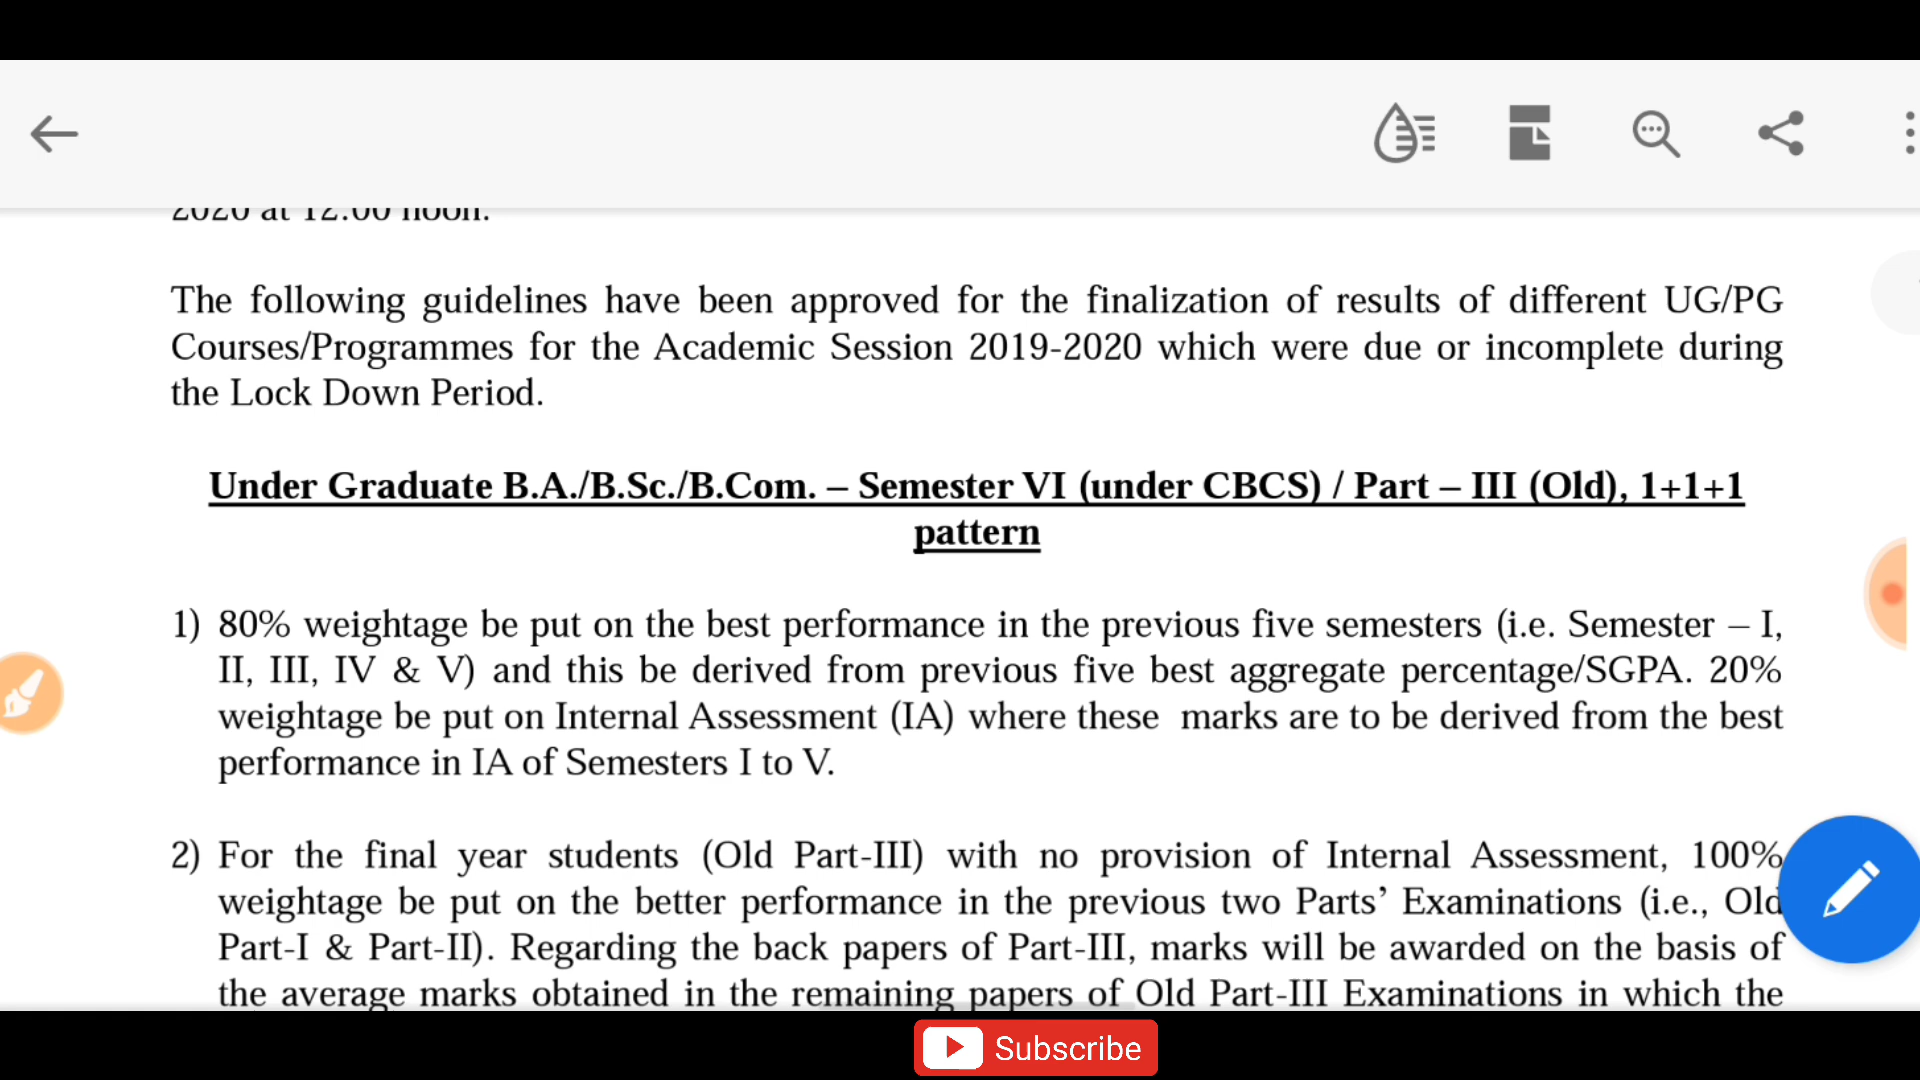 2020 at 12.00 noon.
The following guidelines have been approved for the finalization of results of different UG/PG
Courses/Programmes for the Academic Session 2019-2020 which were due or incomplete during
the Lock Down Period.
Under Graduate B.A./B.Sc./B.Com. – Semester VI (under CBCS) / Part – III (Old), 1+1+1
pattern
1) 80% weightage be put on the best performance in the previous five semesters (i.e. Semester – I,
II, III, IV & V) and this be derived from previous five best aggregate percentage/SGPA. 20%
weightage be put on Internal Assessment (IA) where these marks are to be derived from the best
performance in IA of Semesters I to V.
2) For the final year students (Old Part-III) with no provision of Internal Assessment, 100%
weightage be put on the better performance in the previous two Parts’ Examinations (i.e., Old
Part-I & Part-II). Regarding the back papers of Part-III, marks will be awarded on the basis of
the average marks obtained in the remaining papers of Old Part-III Examinations in which the
Subscribe